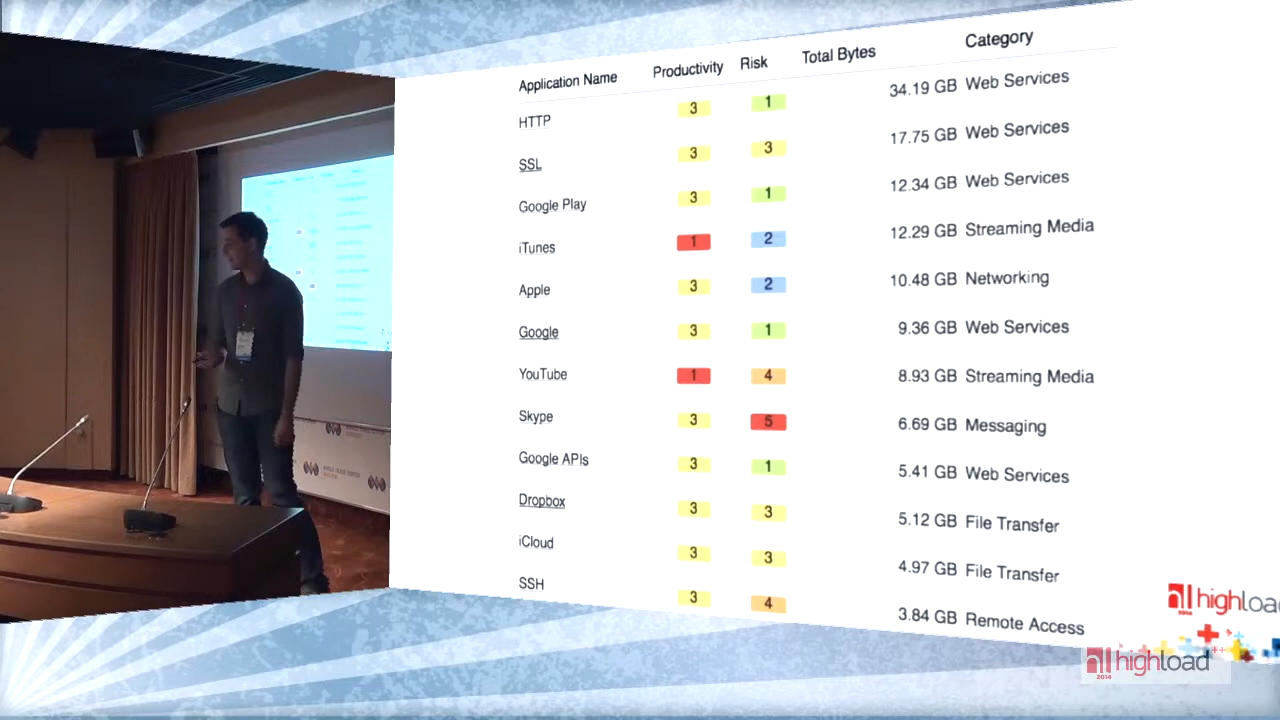 Application Name Productivity Risk Total Bytes Category
HTTP 3 1 34.19 GB Web Services
SSL 3 3 17.75 GB Web Services
Google Play 3 1 12.34 GB Web Services
iTunes 1 2 12.29 GB Streaming Media
Apple 3 2 10.48 GB Networking
Google 3 1 9.36 GB Web Services
YouTube 1 4 8.93 GB Streaming Media
Skype 3 5 6.69 GB Messaging
Google APIs 3 1 5.41 GB Web Services
Dropbox 3 3 5.12 GB File Transfer
iCloud 3 3 4.97 GB File Transfer
SSH 3 4 3.84 GB Remote Access
highload
2014
highload
2014